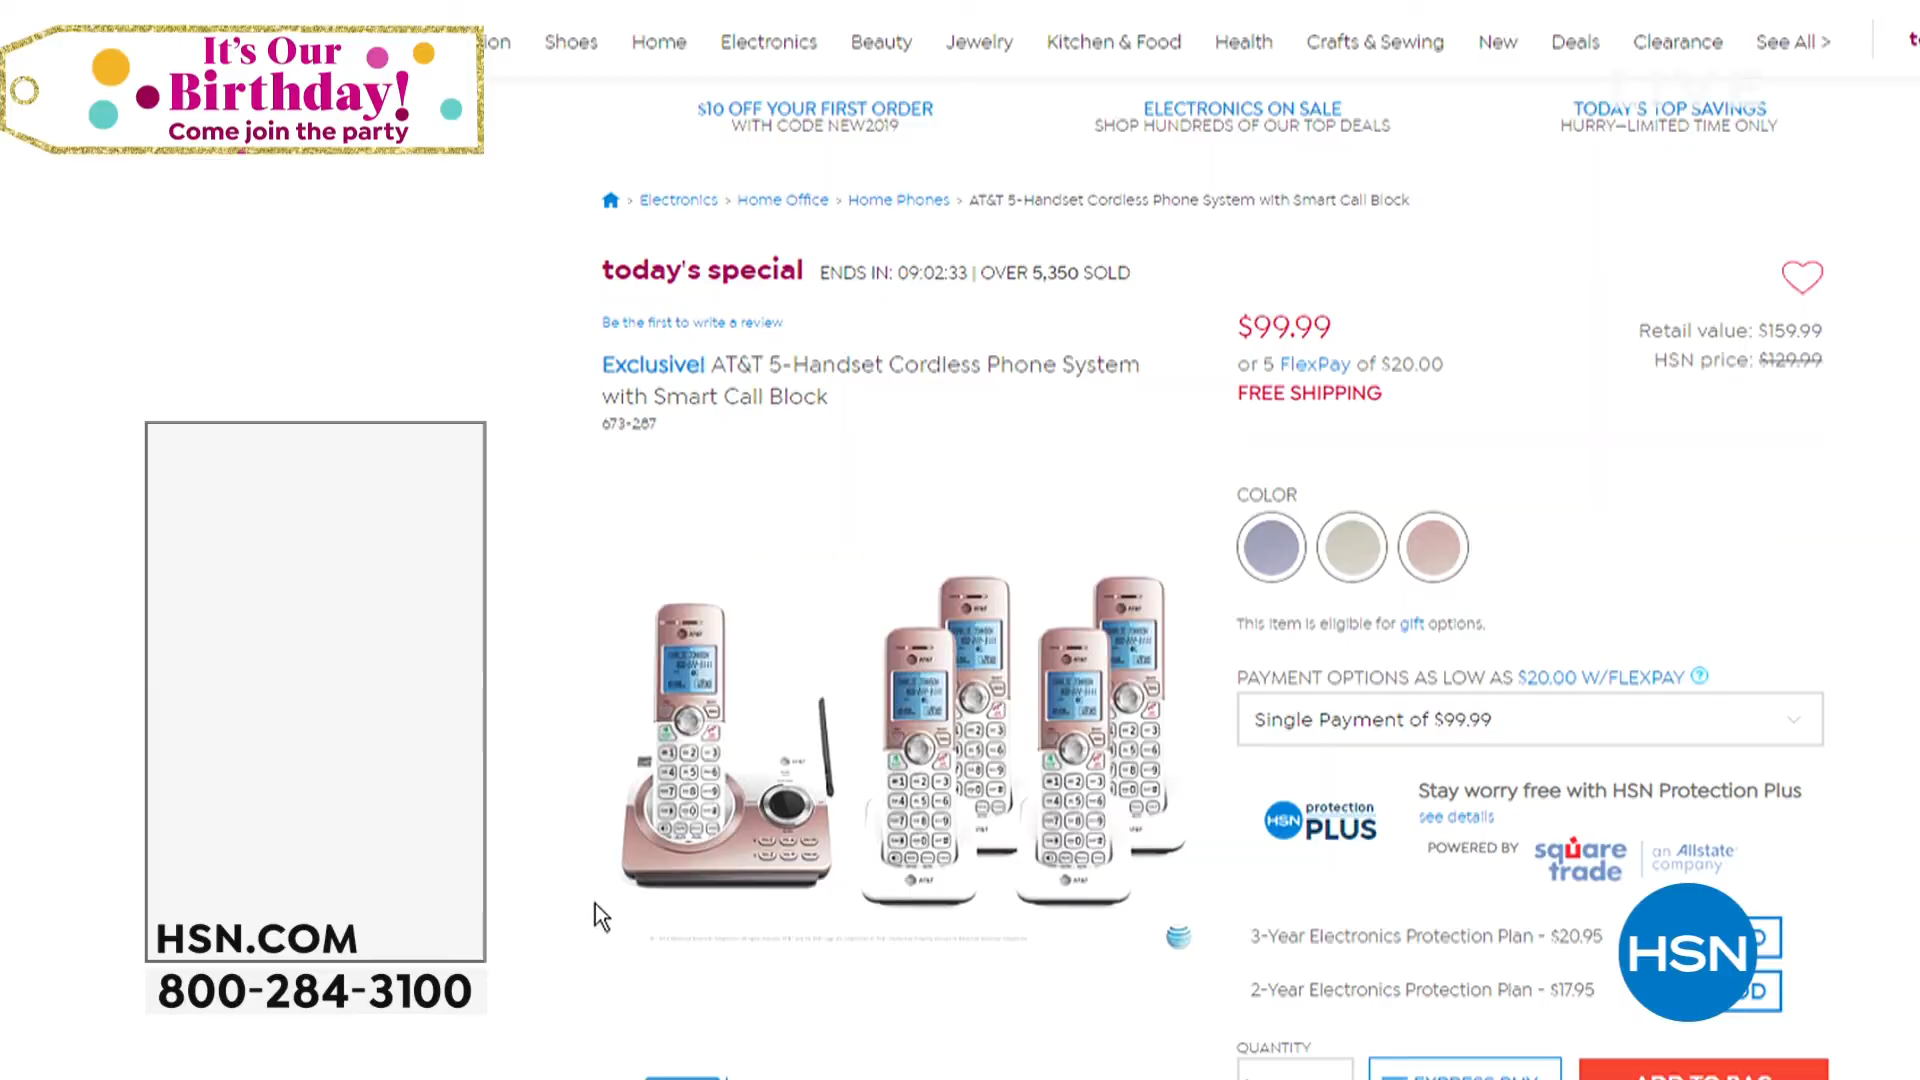 It's Our
Birthday!
Come join the party
ion Shoes Home Electronics Beauty Jewelry Kitchen & Food Health Crafts & Sewing New Deals Clearance See All >
$10 OFF YOUR FIRST ORDER
WITH CODE NEW2019
ELECTRONICS ON SALE
SHOP HUNDREDS OF OUR TOP DEALS
TODAY'S TOP SAVINGS
HURRY—LIMITED TIME ONLY
> Electronics > Home Office > Home Phones > AT&T 5-Handset Cordless Phone System with Smart Call Block
today's special ENDS IN: 09:02:33 | OVER 5,350 SOLD
Be the first to write a review
Exclusive! AT&T 5-Handset Cordless Phone System
with Smart Call Block
673-287
$99.99
or 5 FlexPay of $20.00
FREE SHIPPING
Retail value: $159.99
HSN price: $129.99
COLOR
This item is eligible for gift options.
PAYMENT OPTIONS AS LOW AS $20.00 W/FLEXPAY ?
Single Payment of $99.99
HSN protection
PLUS
Stay worry free with HSN Protection Plus
see details
POWERED BY
square
trade
an Allstate
company
3-Year Electronics Protection Plan - $20.95
2-Year Electronics Protection Plan - $17.95
HSN
QUANTITY
EXPRESS BUY
ADD TO BAG
HSN.COM
800-284-3100